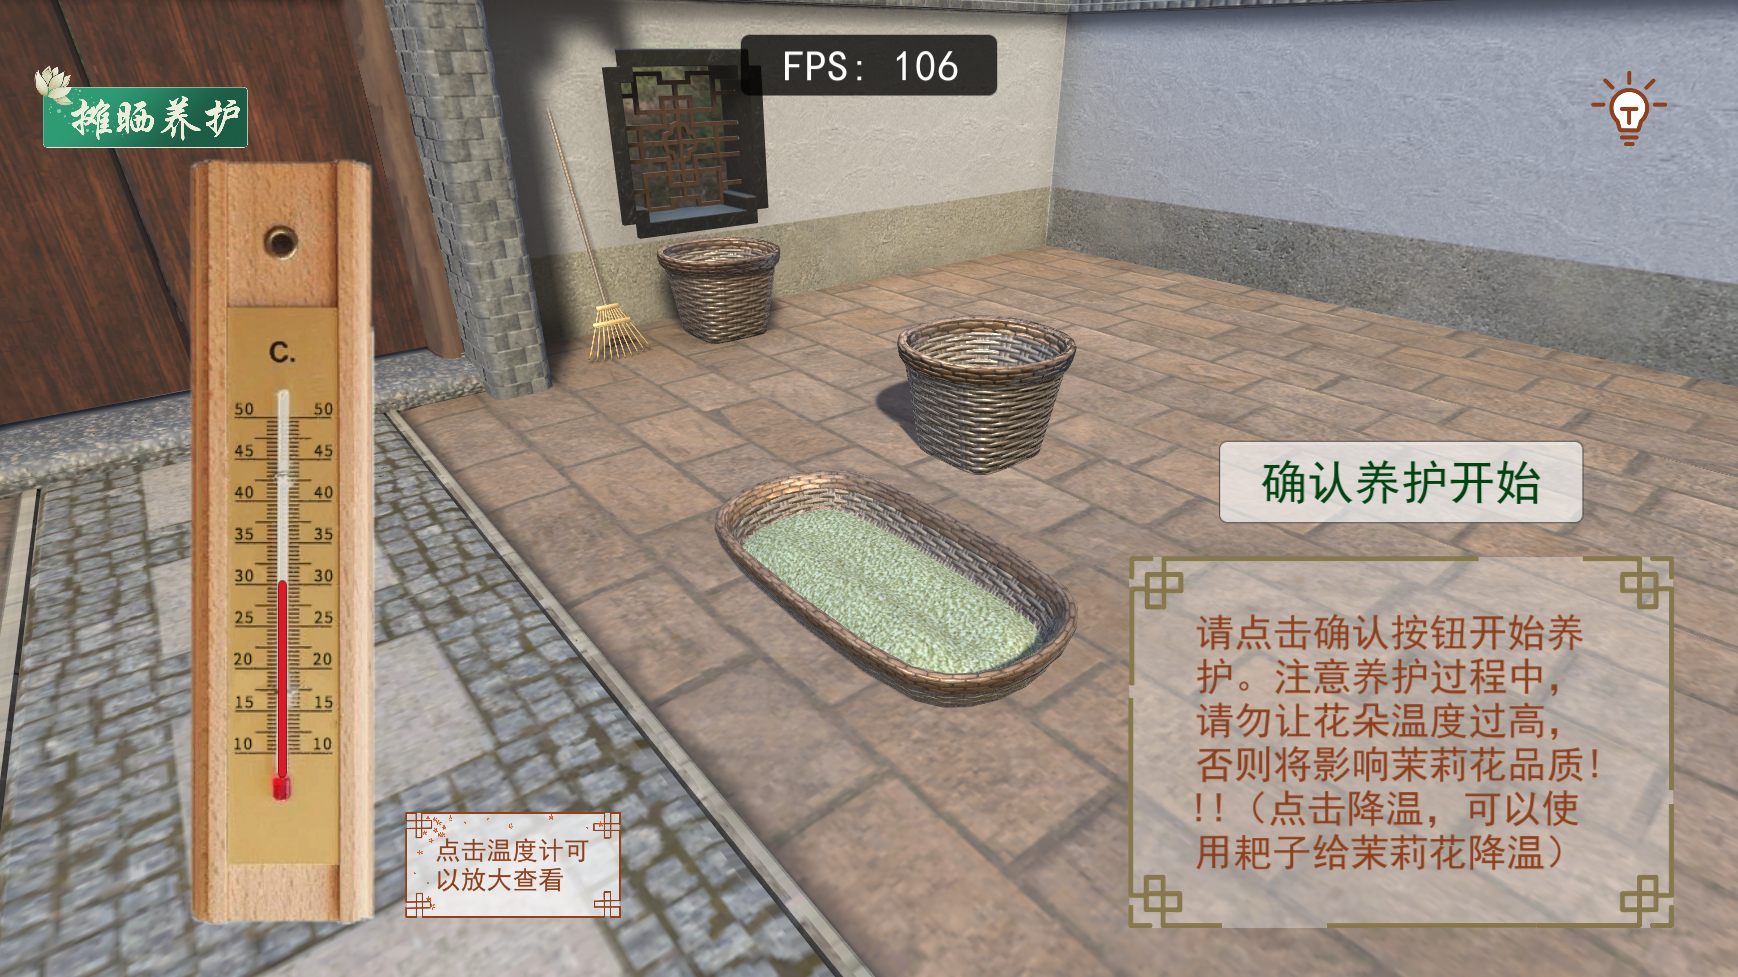 FPS: 106
摊晒养护
C.
50 50
45 45
40 40
35 35
30 30
25 25
20 20
15 15
10 10
确认养护开始
请点击确认按钮开始养
护。注意养护过程中，
请勿让花朵温度过高，
否则将影响茉莉花品质！
！！（点击降温，可以使
用耙子给茉莉花降温）
点击温度计可
以放大查看